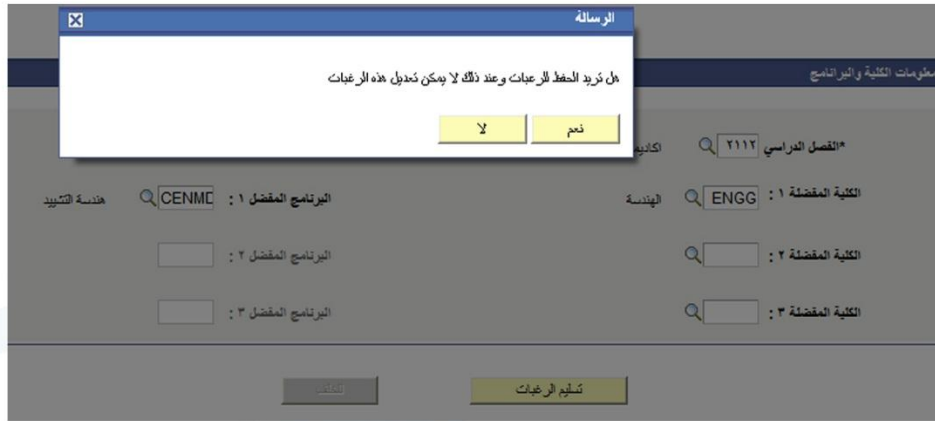 الرسالة
هل تريد الحفظ للرغبات وعند ذلك لا يمكن تعديل هذه الرغبات
نعم
لا
معلومات الكلية والبرانامج
*الفصل الدراسي ٢١١٢
الكلية المفضلة ١ : ENGG الهندسة البرنامج المفضل ١ : CENMD هندسة التشييد
الكلية المفضلة ٢ : البرنامج المفضل ٢ :
الكلية المفضلة ٣ : البرنامج المفضل ٣ :
تسليم الرغبات